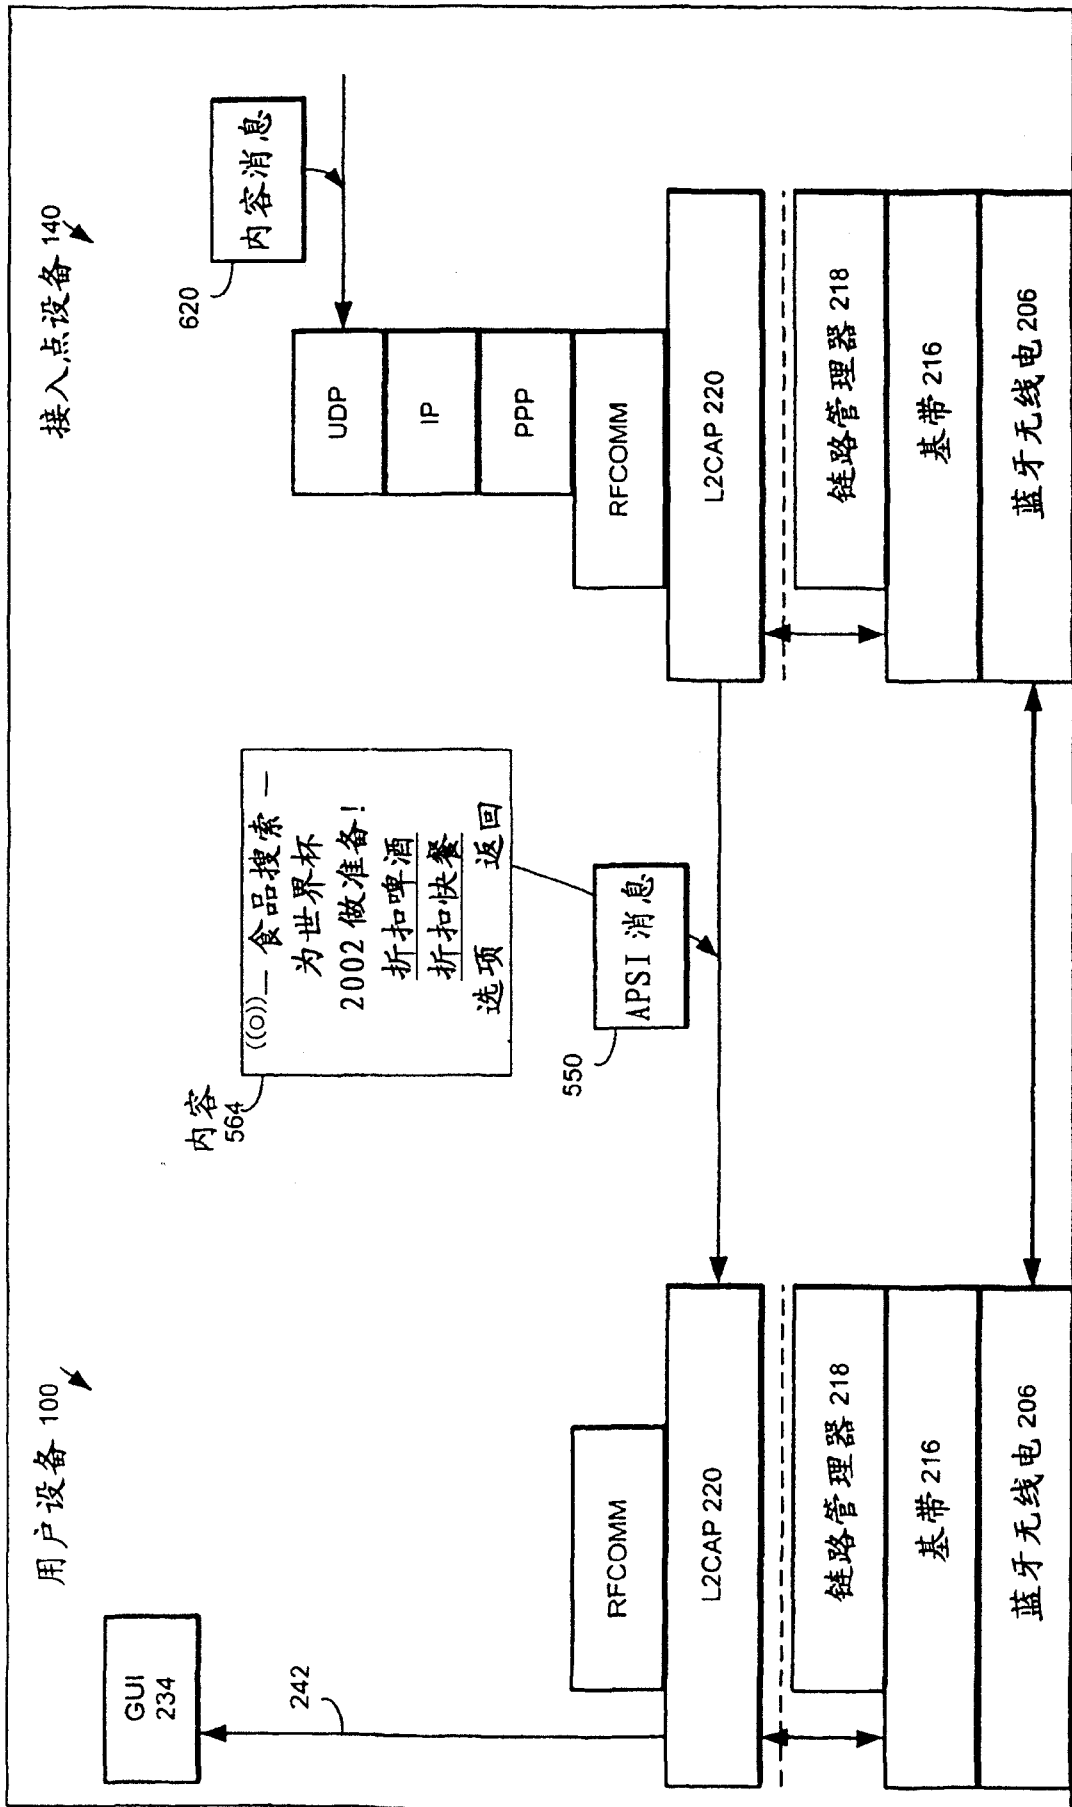 用户设备 100
接入点设备 140
GUI
234
242
内容
564
((O))— 食品搜索 —
为世界杯
2002 做准备!
折扣啤酒
折扣快餐
选项 返回
APSI 消息
550
内容消息
620
RFCOMM
L2CAP 220
链路管理器 218
基带 216
蓝牙无线电 206
UDP
IP
PPP
RFCOMM
L2CAP 220
链路管理器 218
基带 216
蓝牙无线电 206